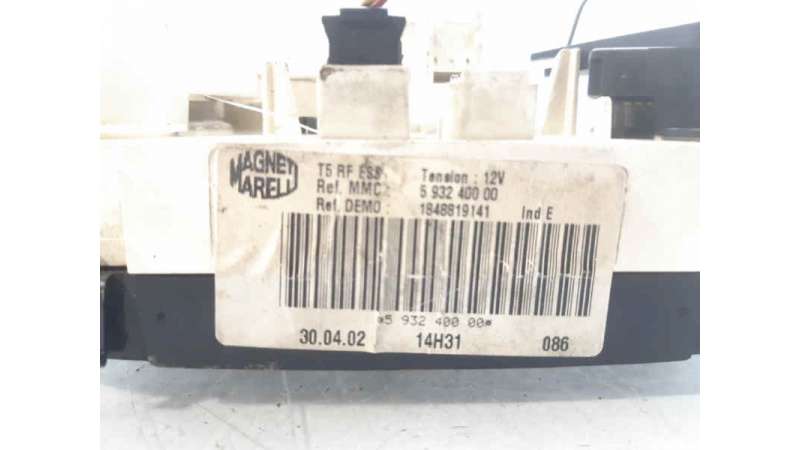 MAGNETI MARELLI
T5 RF ESS Tension : 12V
Ref. MMC : 5 932 400 00
Ref. DEMO : 1848819141 Ind E
*5 932 400 00*
30.04.02 14H31 086